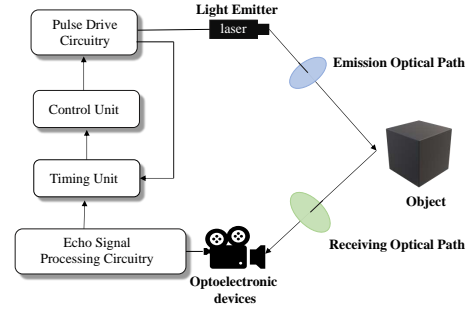 Pulse Drive
Circuitry
Light Emitter
laser
Emission Optical Path
Control Unit
Timing Unit
Object
Echo Signal
Processing Circuitry
Receiving Optical Path
Optoelectronic
devices